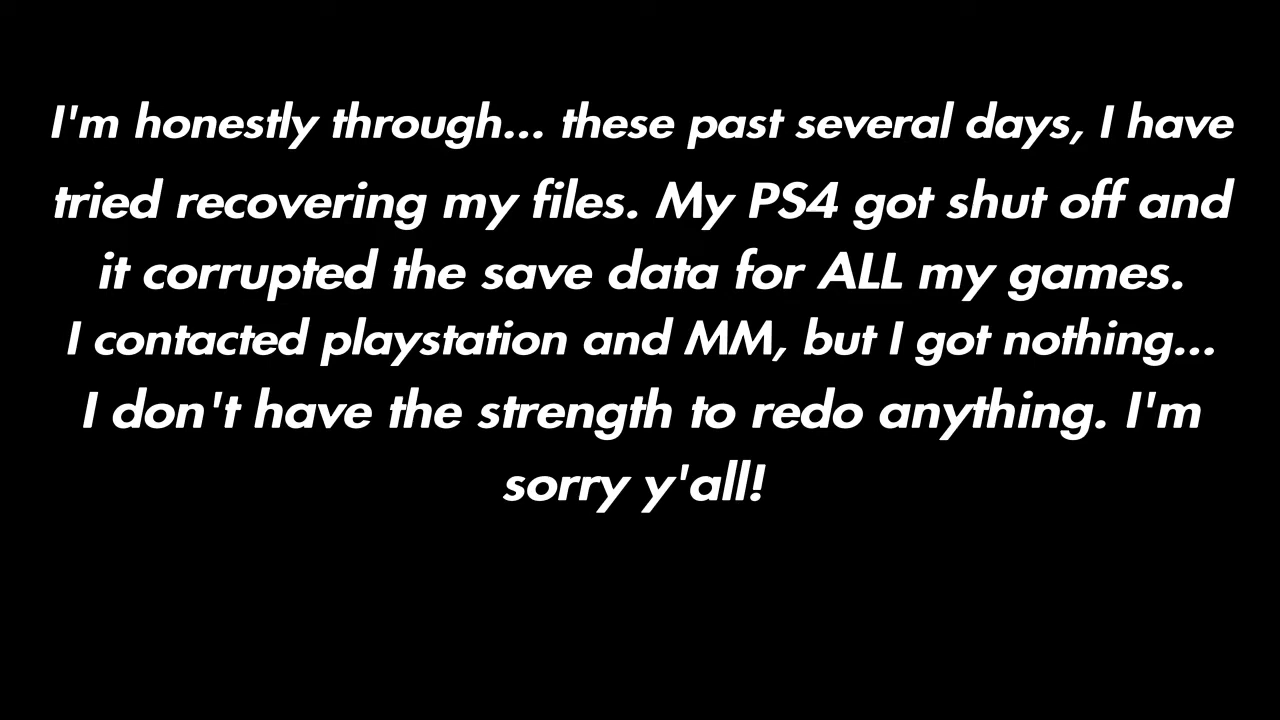 I'm honestly through... these past several days, I have
tried recovering my files. My PS4 got shut off and
it corrupted the save data for ALL my games.
I contacted playstation and MM, but I got nothing...
I don't have the strength to redo anything. I'm
sorry y'all!